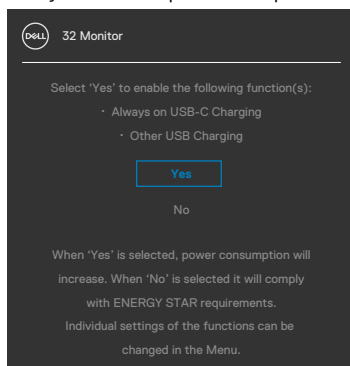 DELL
32 Monitor
Select ‘Yes’ to enable the following function(s):
· Always on USB-C Charging
· Other USB Charging
Yes
No
When ‘Yes’ is selected, power consumption will
increase. When ‘No’ is selected it will comply
with ENERGY STAR requirements.
Individual settings of the functions can be
changed in the Menu.